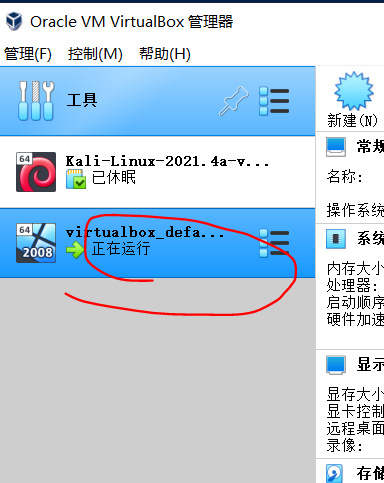 Oracle VM VirtualBox 管理器
管理(F) 控制(M) 帮助(H)
工具
新建(N)
64
Kali-Linux-2021.4a-v...
已休眠
64
2008
virtualbox_defa...
正在运行
常规
名称:
操作系统
系统
内存大小
处理器:
启动顺序
硬件加速
显示
显存大小
显卡控制
远程桌面
录像:
存储